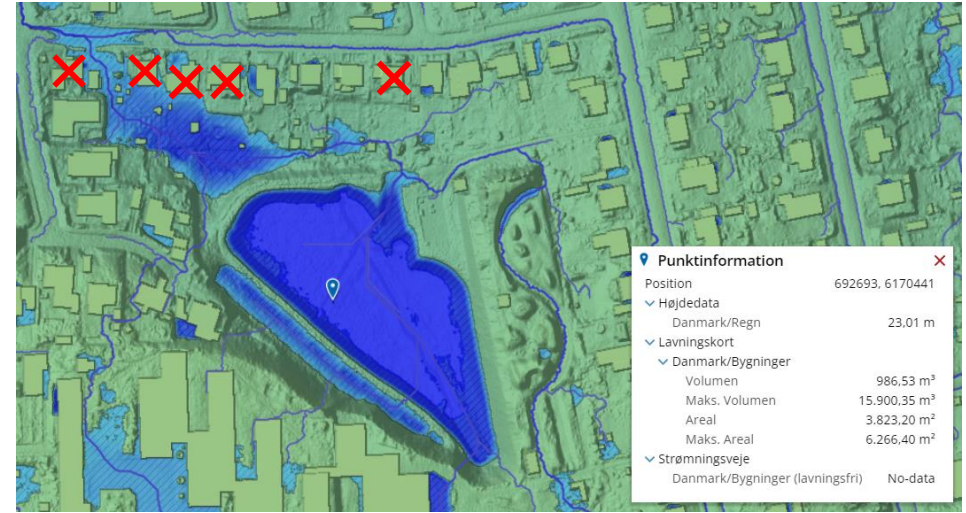 Punktinformation
Position 692693, 6170441
Højdedata
Danmark/Regn 23,01 m
Lavningskort
Danmark/Bygninger
Volumen 986,53 m³
Maks. Volumen 15.900,35 m³
Areal 3.823,20 m²
Maks. Areal 6.266,40 m²
Strømningsveje
Danmark/Bygninger (lavningsfri) No-data